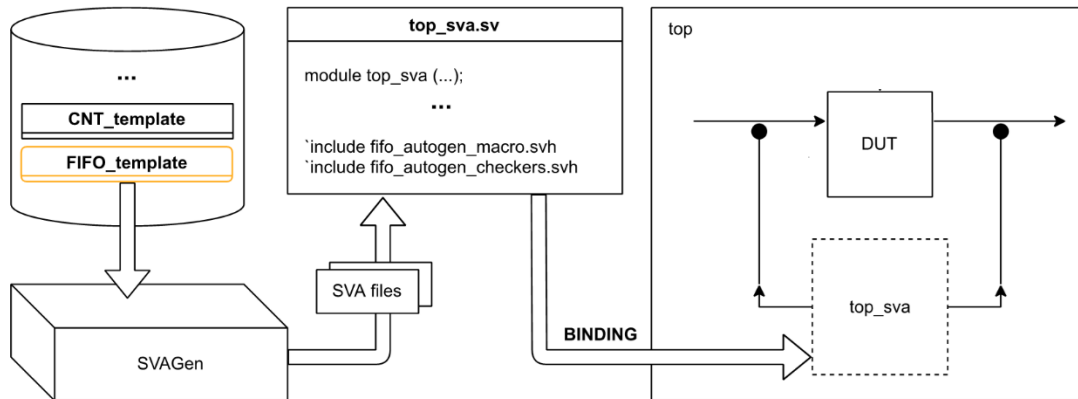 ...
CNT_template
FIFO_template
SVAGen
SVA files
top_sva.sv
module top_sva (...);
...
`include fifo_autogen_macro.svh
`include fifo_autogen_checkers.svh
BINDING
top
DUT
top_sva